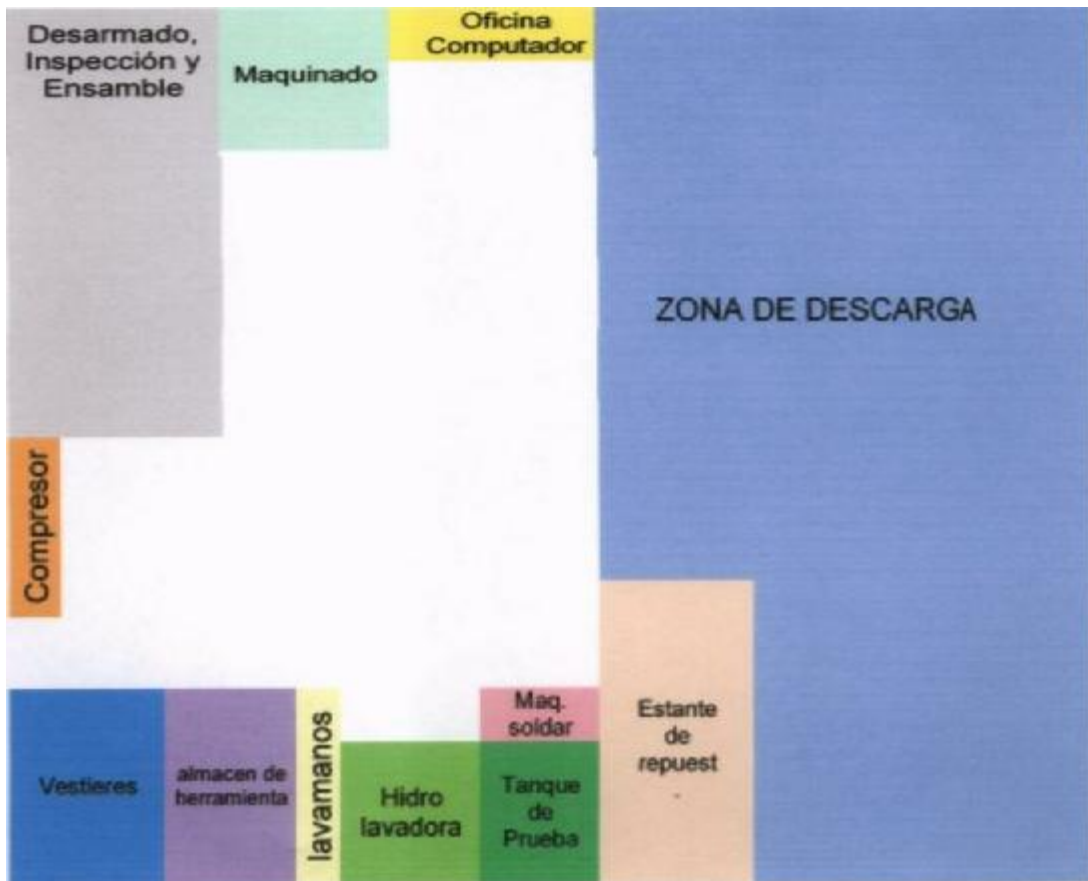 Desarmado,
Inspección y
Ensamble
Maquinado
Oficina
Computador
ZONA DE DESCARGA
Compresor
Vestieres
almacen de
herramienta
lavamanos
Hidro
lavadora
Maq.
soldar
Tanque
de
Prueba
Estante
de
repuest
.